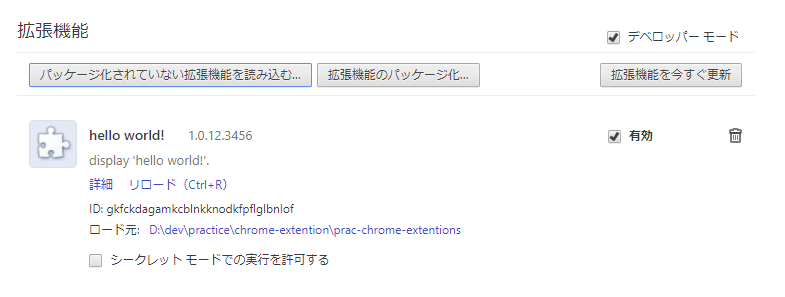 拡張機能
デベロッパー モード
パッケージ化されていない拡張機能を読み込む... 拡張機能のパッケージ化... 拡張機能を今すぐ更新
hello world! 1.0.12.3456 有効
display 'hello world!'.
詳細 リロード（Ctrl+R）
ID: gkfckdagamkcblnkknodkfpflglbnlof
ロード元: D:\dev\practice\chrome-extention\prac-chrome-extentions
シークレット モードでの実行を許可する